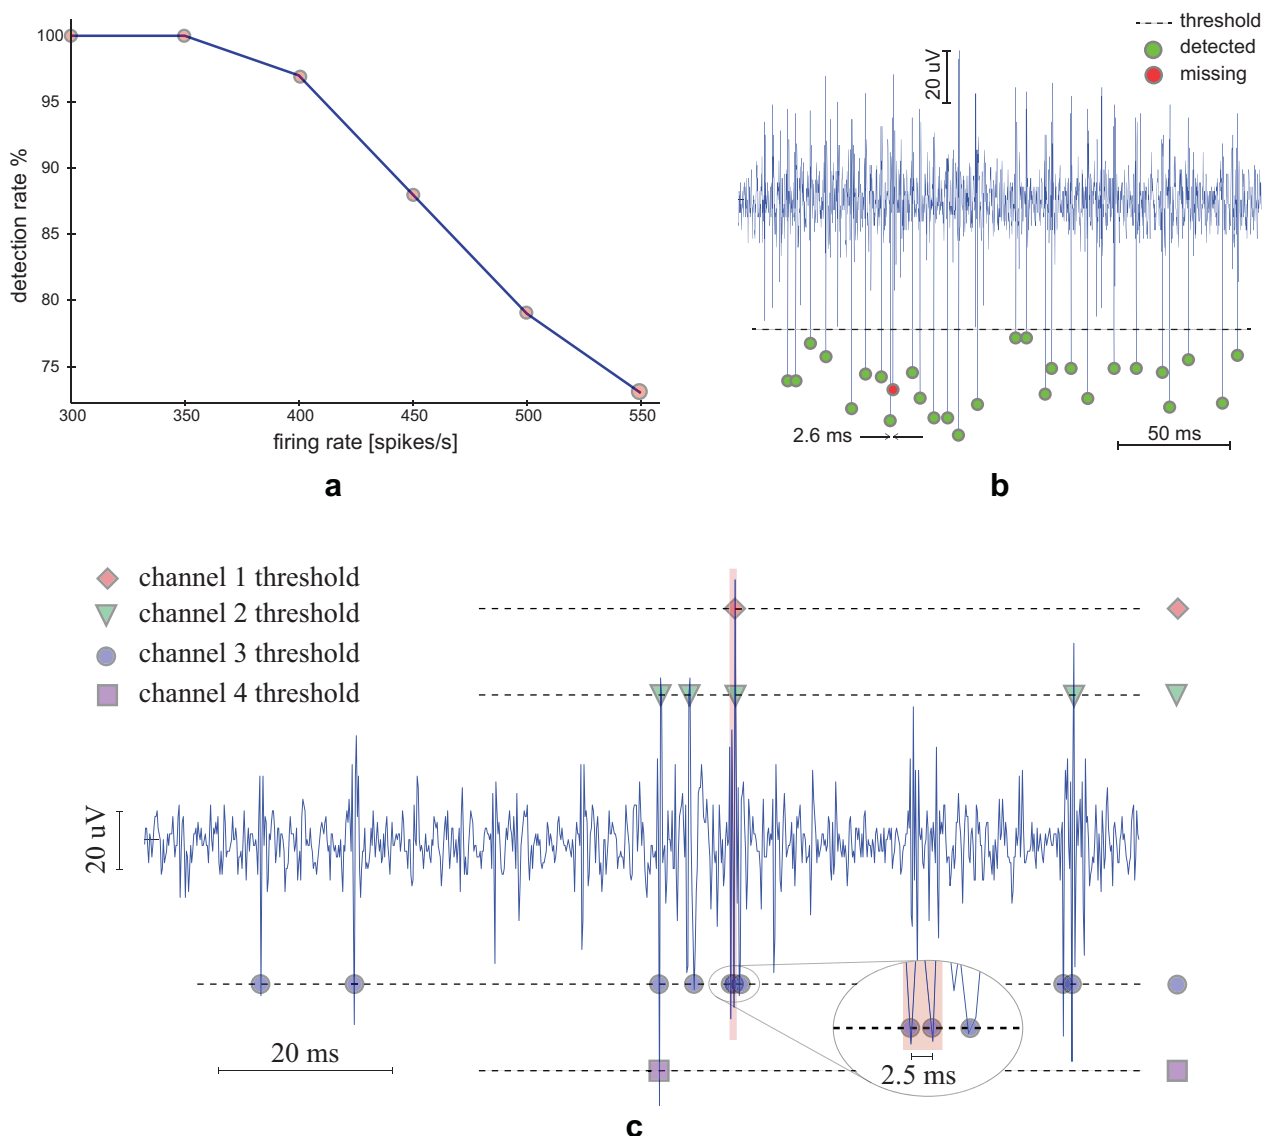 100
95
90
85
80
75
detection rate %
300 350 400 450 500 550
firing rate [spikes/s]
a
threshold
detected
missing
20 uV
2.6 ms
50 ms
b
channel 1 threshold
channel 2 threshold
channel 3 threshold
channel 4 threshold
20 uV
20 ms
2.5 ms
c